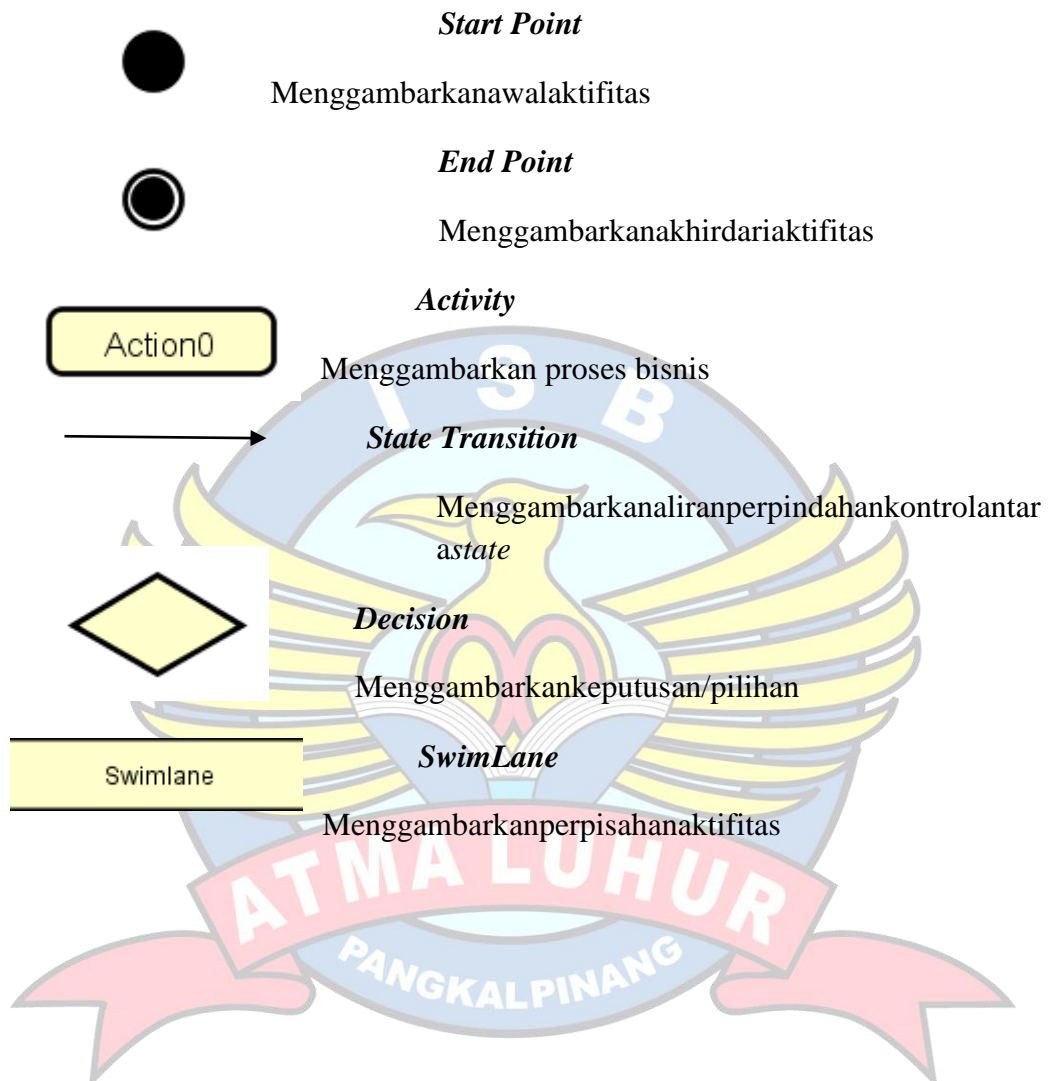 Start Point
Menggambarkanawalaktifitas
End Point
Menggambarkanakhirdariaktifitas
Activity
Action0
Menggambarkan proses bisnis
I S B
State Transition
Menggambarkanaliranperpindahankontrolantar
astate
Decision
Menggambarkankeputusan/pilihan
SwimLane
Swimlane
Menggambarkanperpisahanaktifitas
ATMA LUHUR
PANGKALPINANG